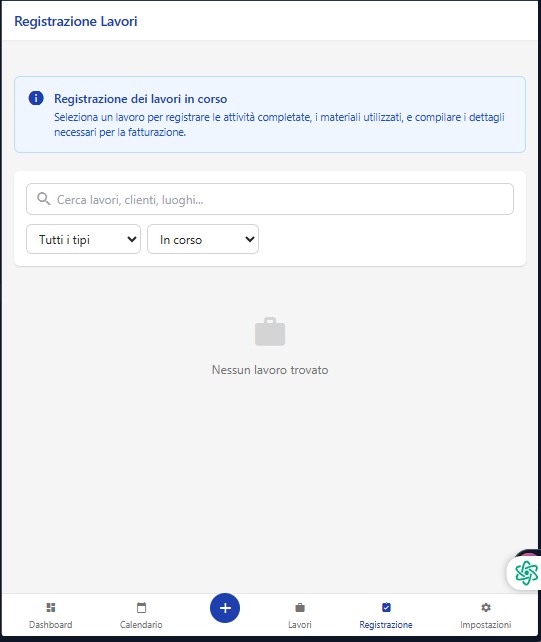 Registrazione Lavori
Registrazione dei lavori in corso
Seleziona un lavoro per registrare le attività completate, i materiali utilizzati, e compilare i dettagli
necessari per la fatturazione.
Cerca lavori, clienti, luoghi...
Tutti i tipi
In corso
Nessun lavoro trovato
Dashboard
Calendario
Lavori
Registrazione
Impostazioni